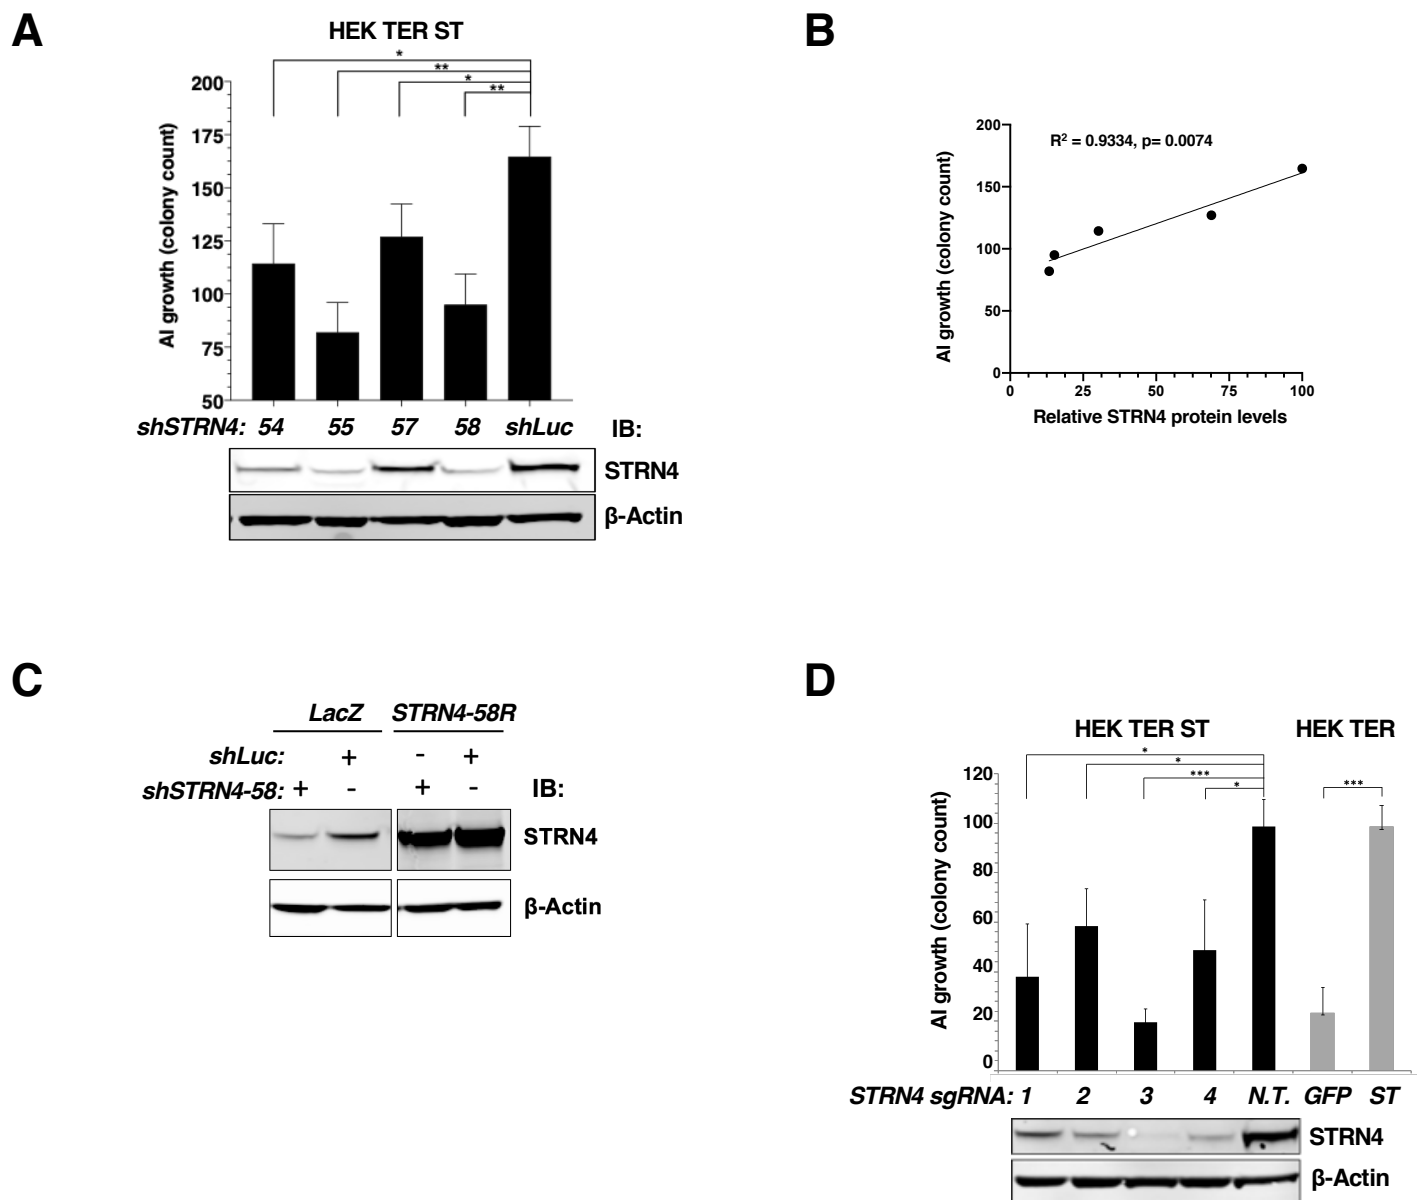 A
HEK TER ST
*
**
*
**
AI growth (colony count)
200
175
150
125
100
75
50
shSTRN4: 54 55 57 58 shLuc IB:
STRN4
β-Actin
B
R² = 0.9334, p= 0.0074
AI growth (colony count)
200
150
100
50
0
0 25 50 75 100
Relative STRN4 protein levels
C
LacZ STRN4-58R
shLuc: + - +
shSTRN4-58: + - + - IB:
STRN4
β-Actin
D
HEK TER ST HEK TER
*
*
***
*
***
AI growth (colony count)
120
100
80
60
40
20
0
STRN4 sgRNA: 1 2 3 4 N.T. GFP ST
STRN4
β-Actin